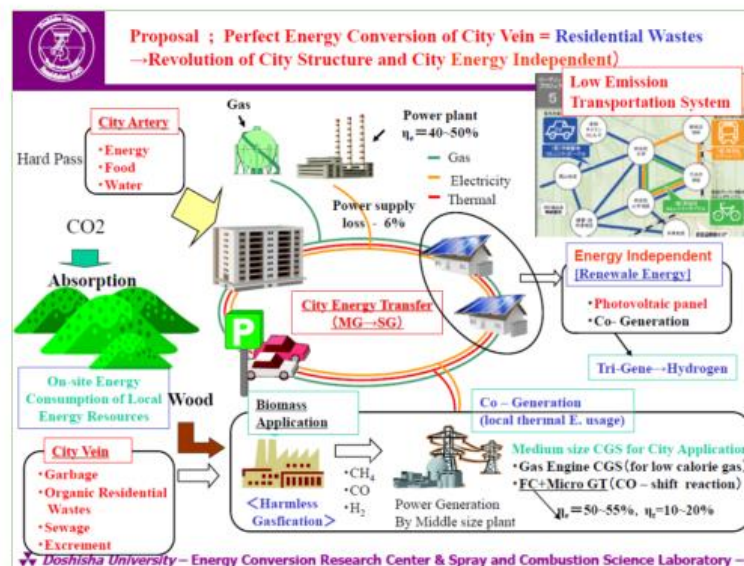 Doshisha University
Proposal ; Perfect Energy Conversion of City Vein = Residential Wastes
→Revolution of City Structure and City Energy Independent)
City Artery
・Energy
・Food
・Water
Hard Pass
Gas
Power plant
ηe＝40~50%
Gas
Electricity
Thermal
Power supply
loss - 6%
5
Low Emission
Transportation System
CO2
Absorption
City Energy Transfer
(MG→SG)
P
Energy Independent
[Renewale Energy]
・Photovoltaic panel
・Co- Generation
Tri-Gene→Hydrogen
On-site Energy
Consumption of Local
Energy Resources
Wood
Biomass
Application
Co – Generation
(local thermal E. usage)
City Vein
・Garbage
・Organic Residential
Wastes
・Sewage
・Excrement
＜Harmless
Gasfication＞
・CH4
・CO
・H2
Power Generation
By Middle size plant
Medium size CGS for City Application
・Gas Engine CGS(for low calorie gas)
・FC+Micro GT(CO – shift reaction)
ηe＝50~55%, ηt=10~20%
Doshisha University – Energy Conversion Research Center & Spray and Combustion Science Laboratory –